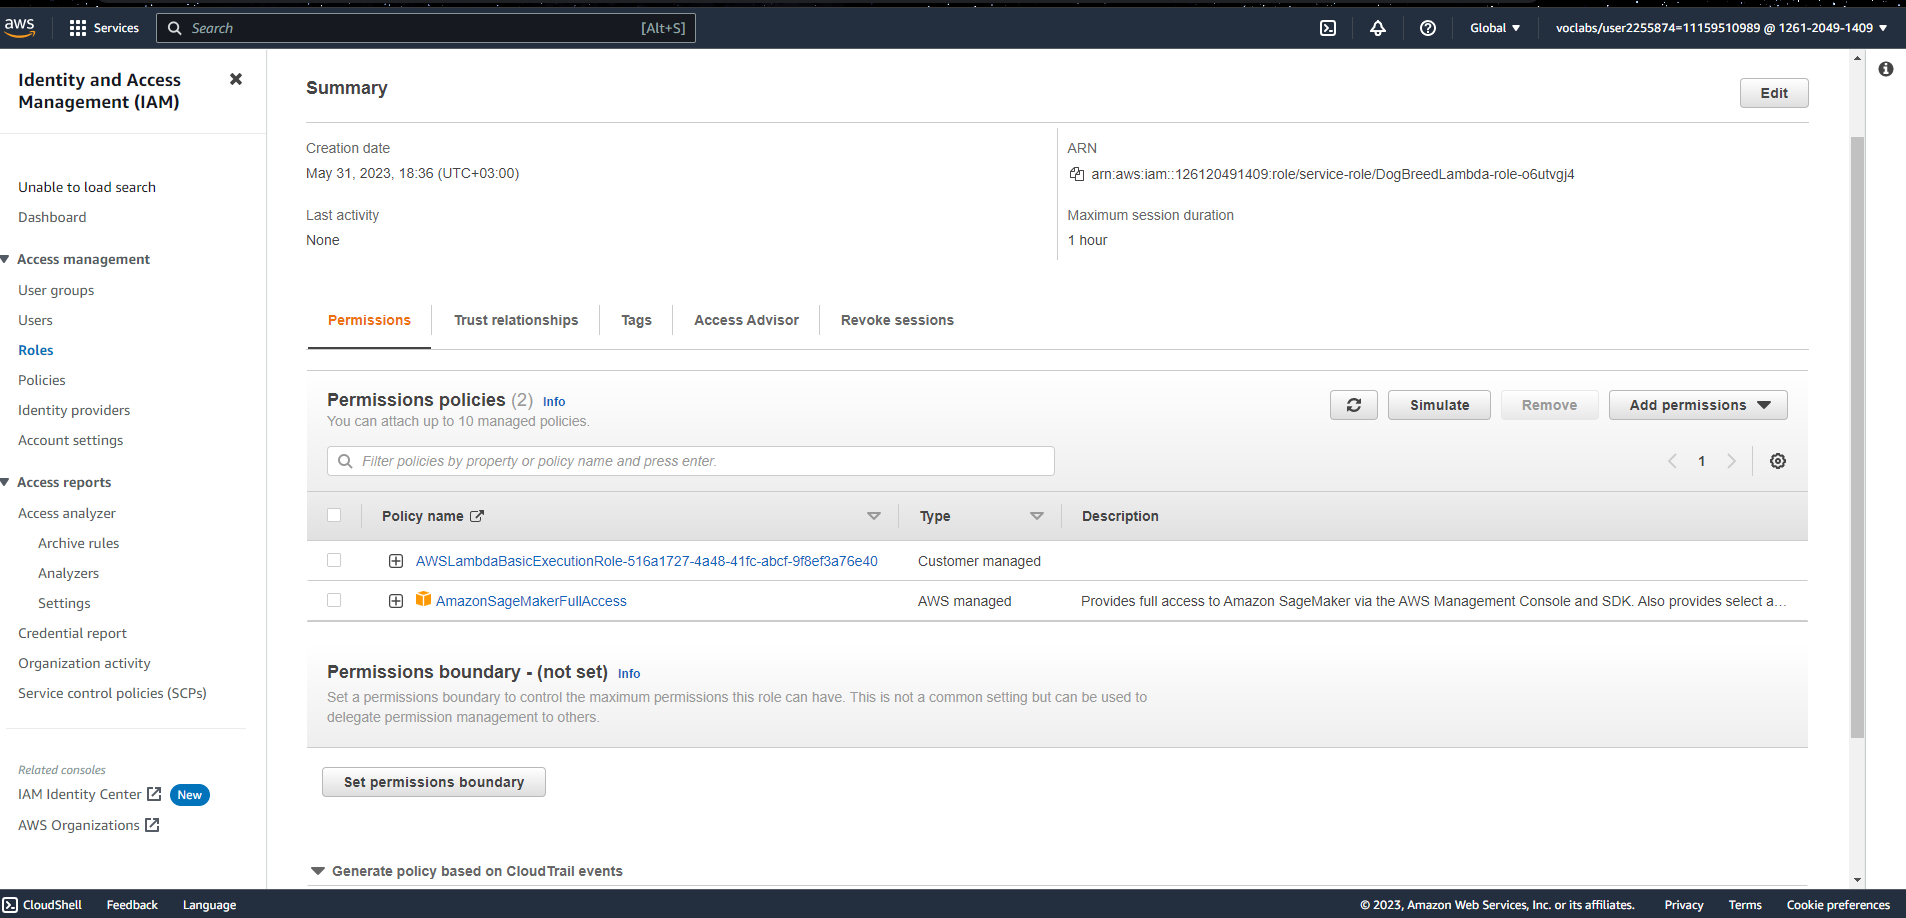 aws
Services
Search
[Alt+S]
Global
voclabs/user2255874=11159510989 @ 1261-2049-1409
Identity and Access
Management (IAM)
Unable to load search
Dashboard
Access management
User groups
Users
Roles
Policies
Identity providers
Account settings
Access reports
Access analyzer
Archive rules
Analyzers
Settings
Credential report
Organization activity
Service control policies (SCPs)
Related consoles
IAM Identity Center
New
AWS Organizations
Summary
Edit
Creation date
May 31, 2023, 18:36 (UTC+03:00)
ARN
arn:aws:iam::126120491409:role/service-role/DogBreedLambda-role-o6utvgj4
Last activity
None
Maximum session duration
1 hour
Permissions
Trust relationships
Tags
Access Advisor
Revoke sessions
Permissions policies (2) Info
You can attach up to 10 managed policies.
Simulate
Remove
Add permissions
Filter policies by property or policy name and press enter.
1
Policy name
Type
Description
AWSLambdaBasicExecutionRole-516a1727-4a48-41fc-abcf-9f8ef3a76e40
Customer managed
AmazonSageMakerFullAccess
AWS managed
Provides full access to Amazon SageMaker via the AWS Management Console and SDK. Also provides select a...
Permissions boundary - (not set) Info
Set a permissions boundary to control the maximum permissions this role can have. This is not a common setting but can be used to
delegate permission management to others.
Set permissions boundary
Generate policy based on CloudTrail events
CloudShell
Feedback
Language
© 2023, Amazon Web Services, Inc. or its affiliates.
Privacy
Terms
Cookie preferences